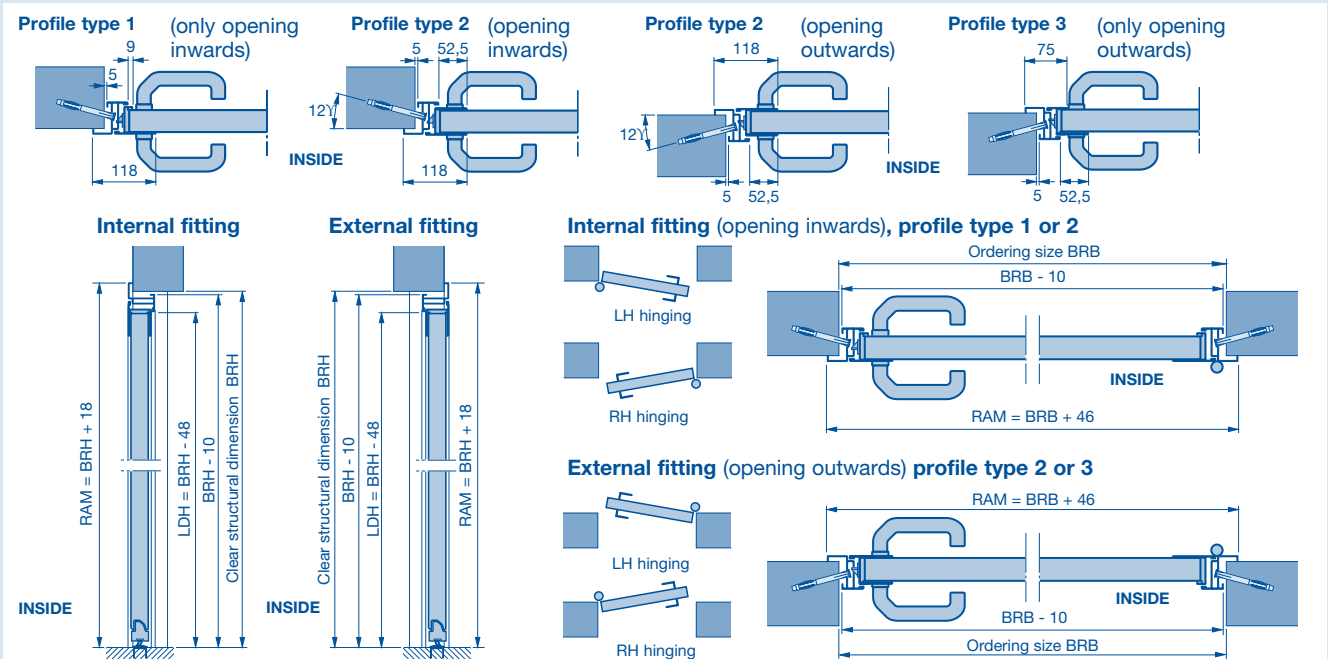 Profile type 1 (only opening
inwards)
9
5
118
INSIDE
Profile type 2 (opening
inwards)
5 52,5
12Y
118
Profile type 2 (opening
outwards)
118
12Y
5 52,5
INSIDE
Profile type 3 (only opening
outwards)
75
5 52,5
Internal fitting
RAM = BRH + 18
LDH = BRH - 48
BRH - 10
Clear structural dimension BRH
INSIDE
External fitting
Clear structural dimension BRH
BRH - 10
LDH = BRH - 48
RAM = BRH + 18
INSIDE
Internal fitting (opening inwards), profile type 1 or 2
LH hinging
RH hinging
Ordering size BRB
BRB - 10
INSIDE
RAM = BRB + 46
External fitting (opening outwards) profile type 2 or 3
LH hinging
RH hinging
RAM = BRB + 46
INSIDE
BRB - 10
Ordering size BRB